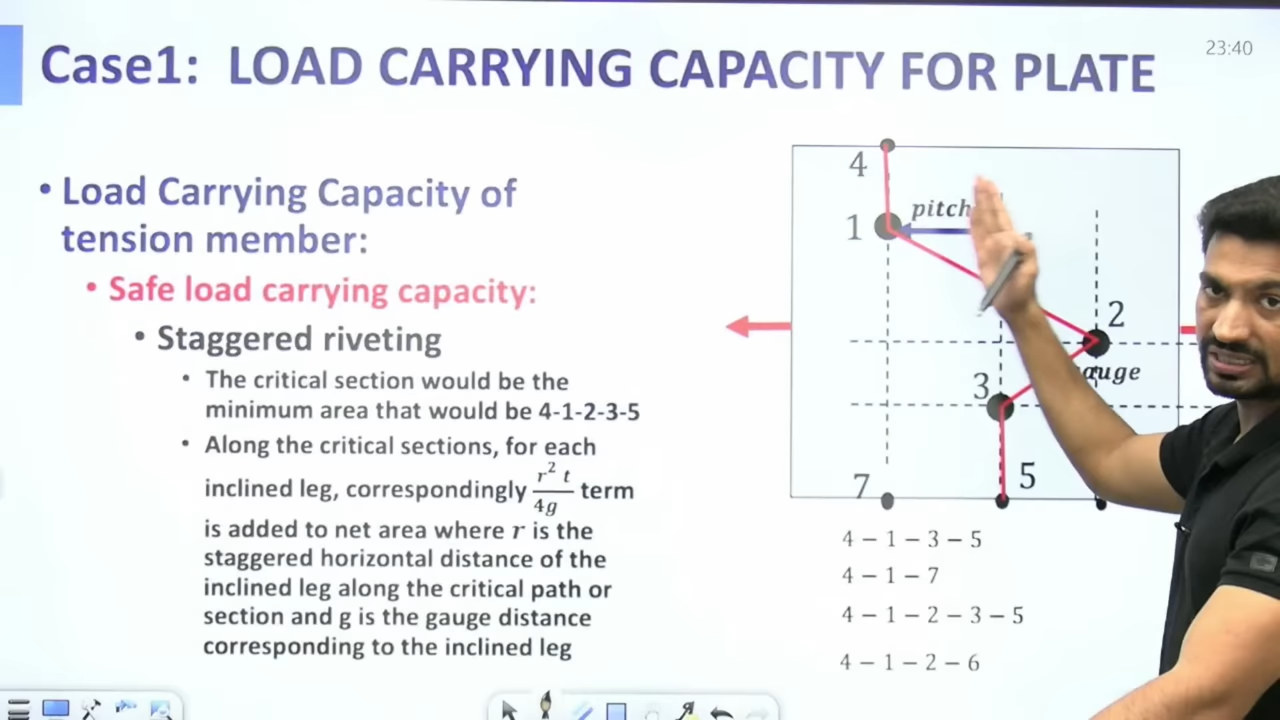 Case1: LOAD CARRYING CAPACITY FOR PLATE
23:40
• Load Carrying Capacity of
tension member:
• Safe load carrying capacity:
• Staggered riveting
• The critical section would be the
minimum area that would be 4-1-2-3-5
• Along the critical sections, for each
inclined leg, correspondingly r² t / 4g term
is added to net area where r is the
staggered horizontal distance of the
inclined leg along the critical path or
section and g is the gauge distance
corresponding to the inclined leg
4
pitch
1
2
3
5
7
4 – 1 – 3 – 5
4 – 1 – 7
4 – 1 – 2 – 3 – 5
4 – 1 – 2 – 6